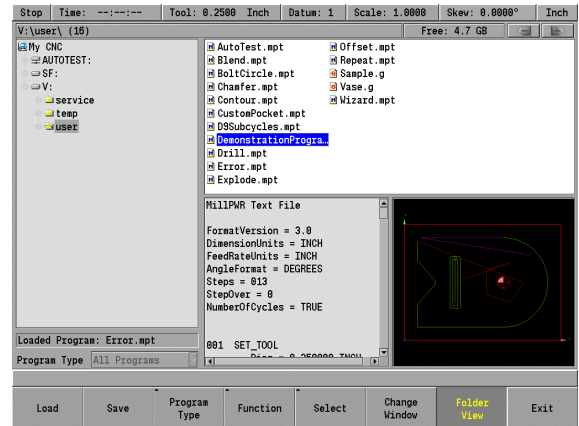 Stop Time: --:--:-- Tool: 0.2500 Inch Datum: 1 Scale: 1.0000 Skew: 0.0000° Inch
V:\user\ (16) Free: 4.7 GB
My CNC
AUTOTEST:
SF:
V:
service
temp
user
AutoTest.mpt
Blend.mpt
BoltCircle.mpt
Chamfer.mpt
Contour.mpt
CustomPocket.mpt
D9Subcycles.mpt
DemonstrationProgra…
Drill.mpt
Error.mpt
Explode.mpt
Offset.mpt
Repeat.mpt
Sample.g
Vase.g
Wizard.mpt
MillPWR Text File
FormatVersion = 3.0
DimensionUnits = INCH
FeedRateUnits = INCH
AngleFormat = DEGREES
Steps = 013
StepOver = 0
NumberOfCycles = TRUE
001 SET_TOOL
Diam = 0.250000 INCH
Loaded Program: Error.mpt
Program Type All Programs
Load Save Program Type Function Select Change Window Folder View Exit